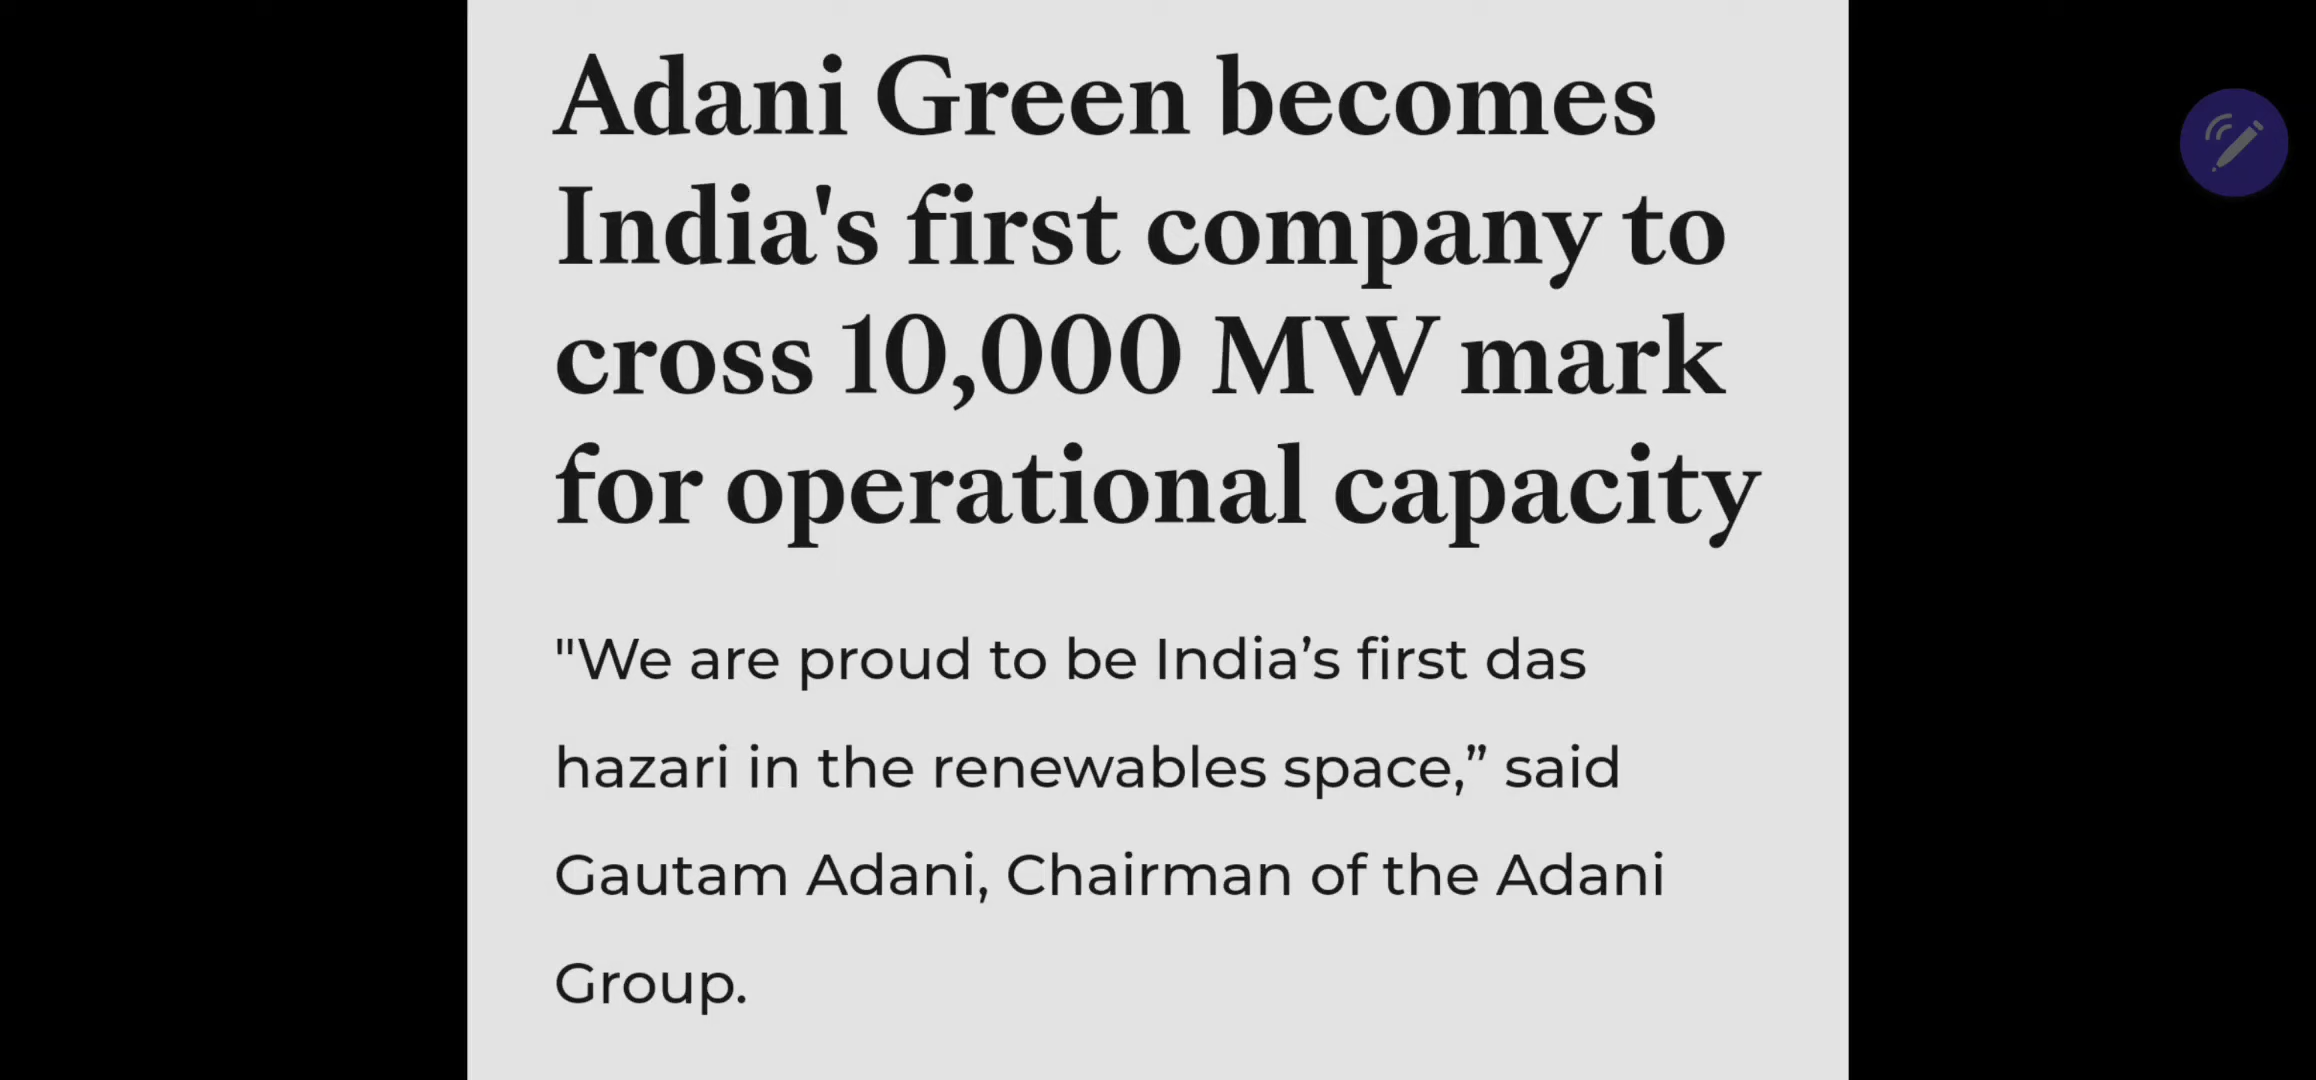 Adani Green becomes
India's first company to
cross 10,000 MW mark
for operational capacity
"We are proud to be India’s first das
hazari in the renewables space,” said
Gautam Adani, Chairman of the Adani
Group.